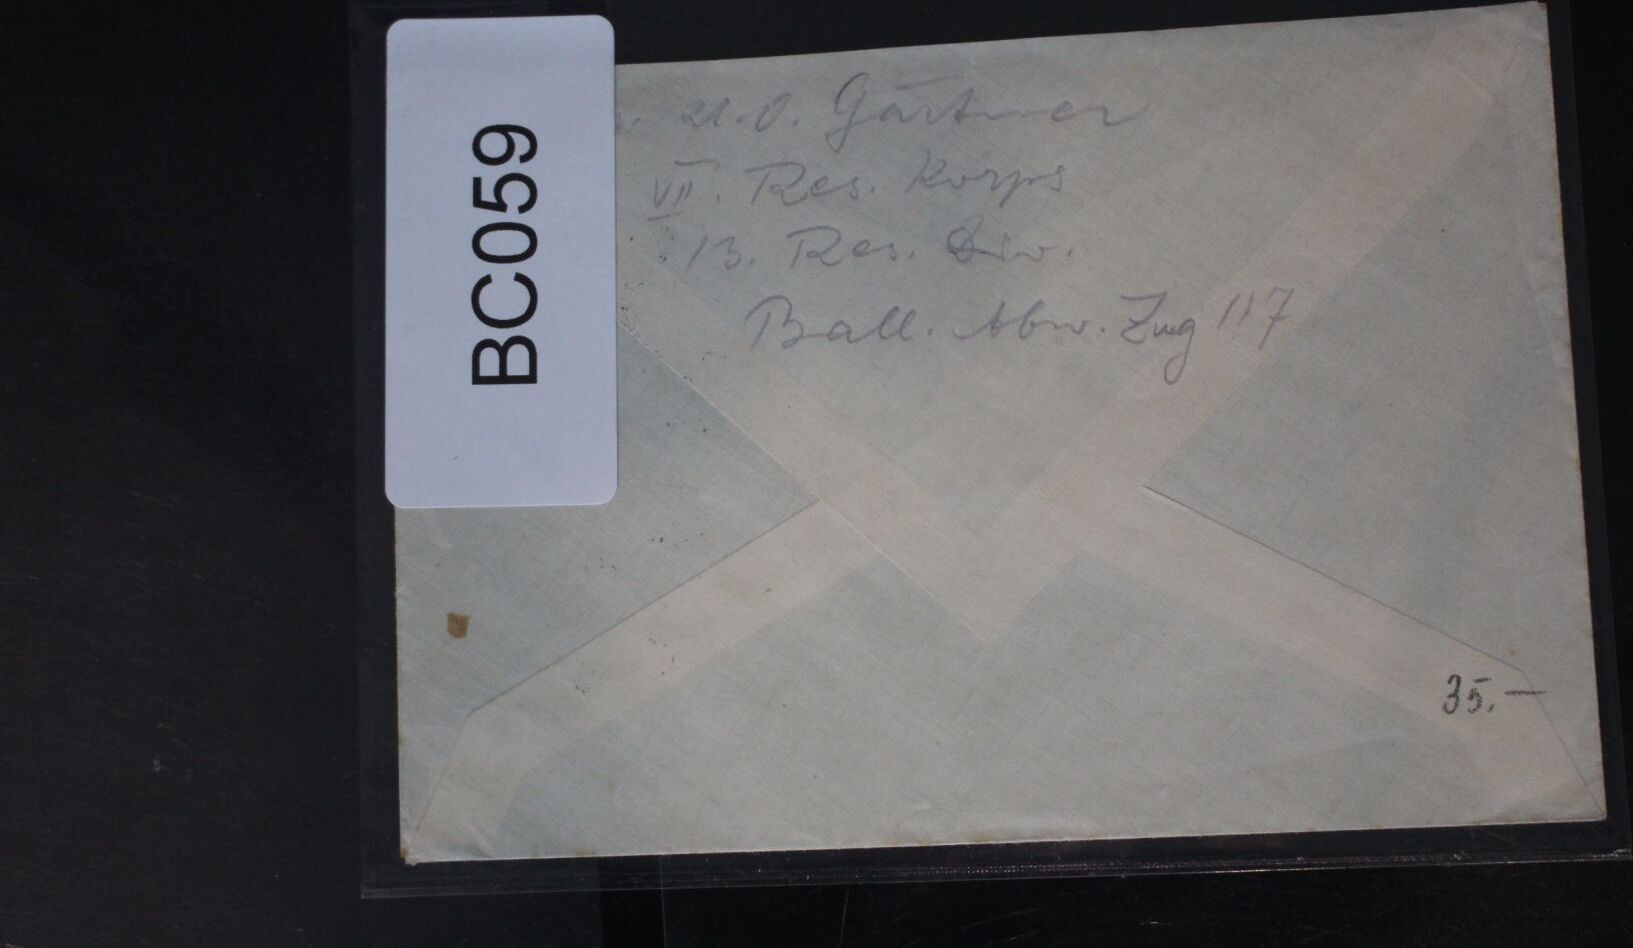 BC059
. U.O. Gärtner
VII. Res. Korps
13. Res. Div.
Ball. Abw. Zug 117
35.—